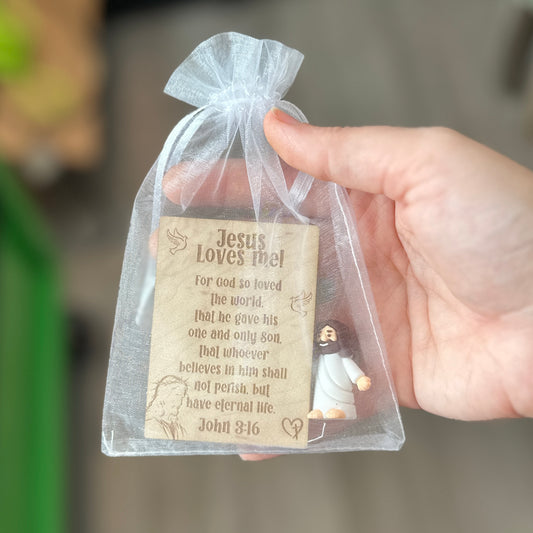 Jesus
Loves me!
For God so loved
the world,
that he gave his
one and only son,
that whoever
believes in him shall
not perish, but
have eternal life.
John 3:16